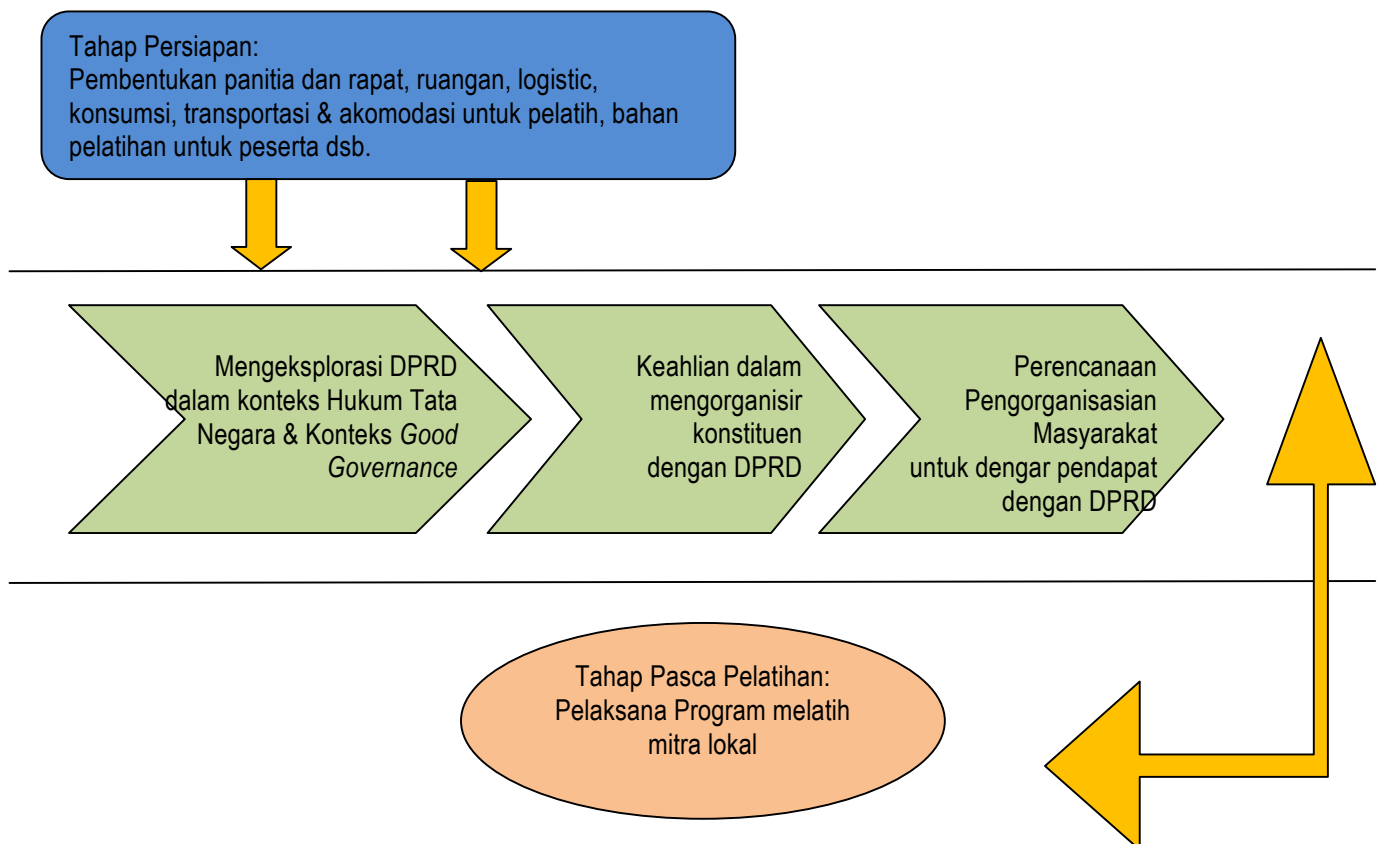 Tahap Persiapan:
Pembentukan panitia dan rapat, ruangan, logistic,
konsumsi, transportasi & akomodasi untuk pelatih, bahan
pelatihan untuk peserta dsb.
Mengeksplorasi DPRD
dalam konteks Hukum Tata
Negara & Konteks Good
Governance
Keahlian dalam
mengorganisir
konstituen
dengan DPRD
Perencanaan
Pengorganisasian
Masyarakat
untuk dengar pendapat
dengan DPRD
Tahap Pasca Pelatihan:
Pelaksana Program melatih
mitra lokal